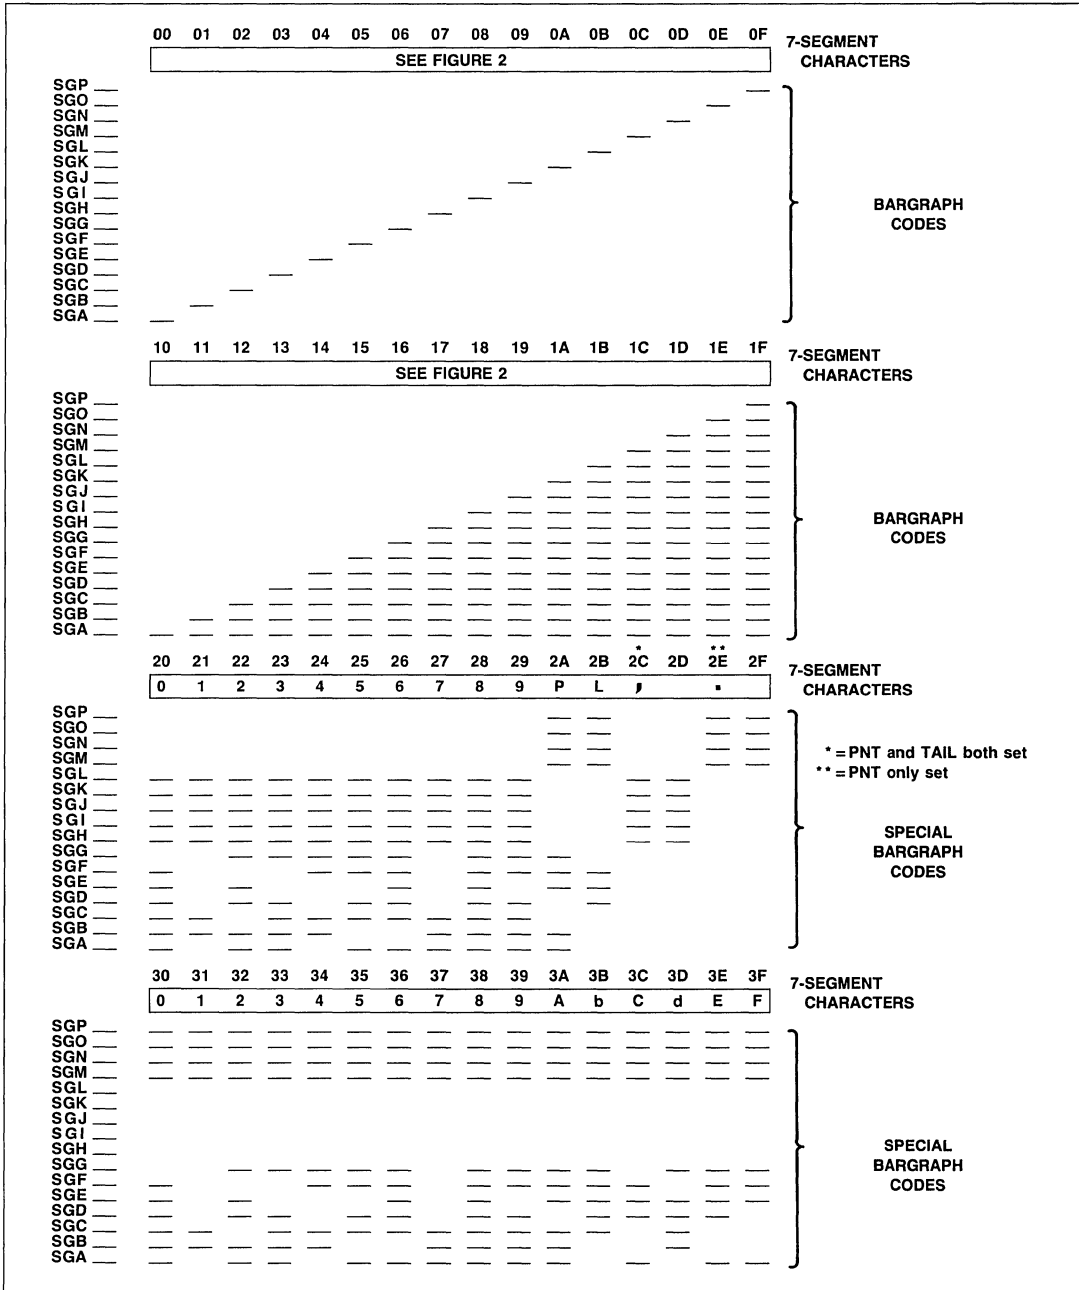 00 01 02 03 04 05 06 07 08 09 0A 0B 0C 0D 0E 0F
7-SEGMENT
CHARACTERS
SEE FIGURE 2
SGP
SGO
SGN
SGM
SGL
SGK
SGJ
SGI
SGH
SGG
SGF
SGE
SGD
SGC
SGB
SGA
BARGRAPH
CODES
10 11 12 13 14 15 16 17 18 19 1A 1B 1C 1D 1E 1F
7-SEGMENT
CHARACTERS
SEE FIGURE 2
SGP
SGO
SGN
SGM
SGL
SGK
SGJ
SGI
SGH
SGG
SGF
SGE
SGD
SGC
SGB
SGA
BARGRAPH
CODES
* **
20 21 22 23 24 25 26 27 28 29 2A 2B 2C 2D 2E 2F
7-SEGMENT
CHARACTERS
0 1 2 3 4 5 6 7 8 9 P L , .
SGP
SGO
SGN
SGM
SGL
SGK
SGJ
SGI
SGH
SGG
SGF
SGE
SGD
SGC
SGB
SGA
* = PNT and TAIL both set
** = PNT only set
SPECIAL
BARGRAPH
CODES
30 31 32 33 34 35 36 37 38 39 3A 3B 3C 3D 3E 3F
7-SEGMENT
CHARACTERS
0 1 2 3 4 5 6 7 8 9 A b C d E F
SGP
SGO
SGN
SGM
SGL
SGK
SGJ
SGI
SGH
SGG
SGF
SGE
SGD
SGC
SGB
SGA
SPECIAL
BARGRAPH
CODES